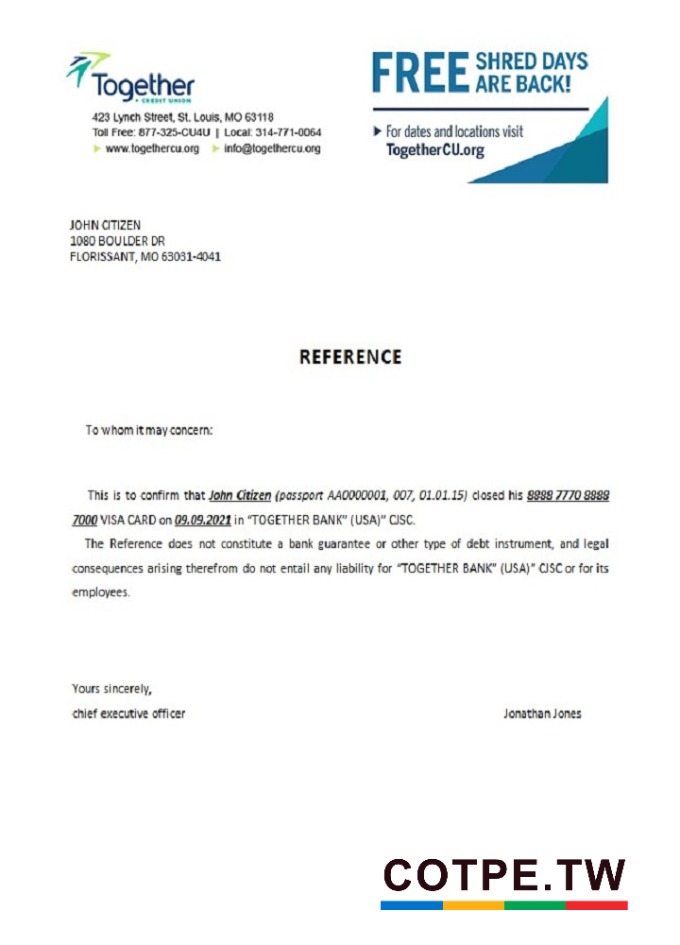 Together
CREDIT UNION
423 Lynch Street, St. Louis, MO 63118
Toll Free: 877-325-CU4U | Local: 314-771-0064
www.togethercu.org info@togethercu.org
FREE SHRED DAYS
ARE BACK!
For dates and locations visit
TogetherCU.org
JOHN CITIZEN
1080 BOULDER DR
FLORISSANT, MO 63031-4041
REFERENCE
To whom it may concern:
This is to confirm that John Citizen (passport AA0000001, 007, 01.01.15) closed his 8888 7770 8888
7000 VISA CARD on 09.09.2021 in "TOGETHER BANK" (USA)" CJSC.
The Reference does not constitute a bank guarantee or other type of debt instrument, and legal
consequences arising therefrom do not entail any liability for "TOGETHER BANK" (USA)" CJSC or for its
employees.
Yours sincerely,
chief executive officer Jonathan Jones
COTPE.TW